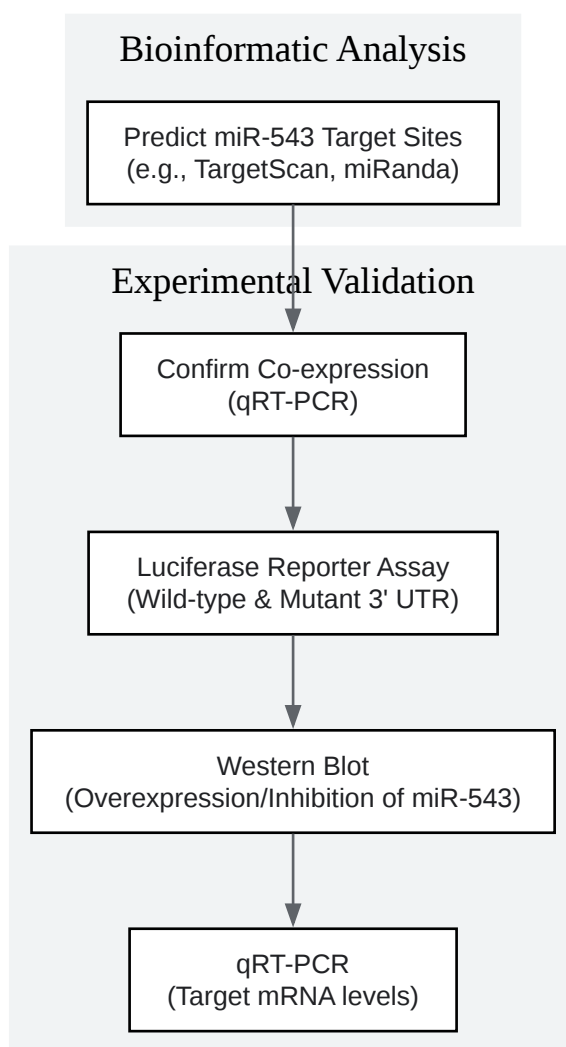 Bioinformatic Analysis
Predict miR-543 Target Sites
(e.g., TargetScan, miRanda)
Experimental Validation
Confirm Co-expression
(qRT-PCR)
Luciferase Reporter Assay
(Wild-type & Mutant 3' UTR)
Western Blot
(Overexpression/Inhibition of miR-543)
qRT-PCR
(Target mRNA levels)